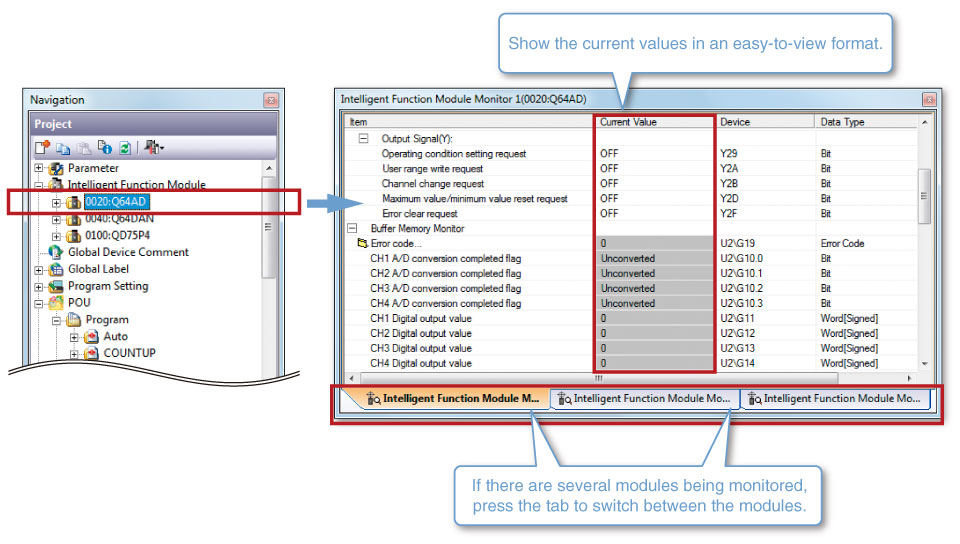 Show the current values in an easy-to-view format.
Navigation
Project
Parameter
Intelligent Function Module
0020:Q64AD
0040:Q64DAN
0100:QD75P4
Global Device Comment
Global Label
Program Setting
POU
Program
Auto
COUNTUP
Intelligent Function Module Monitor 1(0020:Q64AD)
Item Current Value Device Data Type
Output Signal(Y):
Operating condition setting request OFF Y29 Bit
User range write request OFF Y2A Bit
Channel change request OFF Y2B Bit
Maximum value/minimum value reset request OFF Y2D Bit
Error clear request OFF Y2F Bit
Buffer Memory Monitor
Error code... 0 U2\G19 Error Code
CH1 A/D conversion completed flag Unconverted U2\G10.0 Bit
CH2 A/D conversion completed flag Unconverted U2\G10.1 Bit
CH3 A/D conversion completed flag Unconverted U2\G10.2 Bit
CH4 A/D conversion completed flag Unconverted U2\G10.3 Bit
CH1 Digital output value 0 U2\G11 Word[Signed]
CH2 Digital output value 0 U2\G12 Word[Signed]
CH3 Digital output value 0 U2\G13 Word[Signed]
CH4 Digital output value 0 U2\G14 Word[Signed]
Intelligent Function Module M... Intelligent Function Module Mo... Intelligent Function Module Mo...
If there are several modules being monitored,
press the tab to switch between the modules.